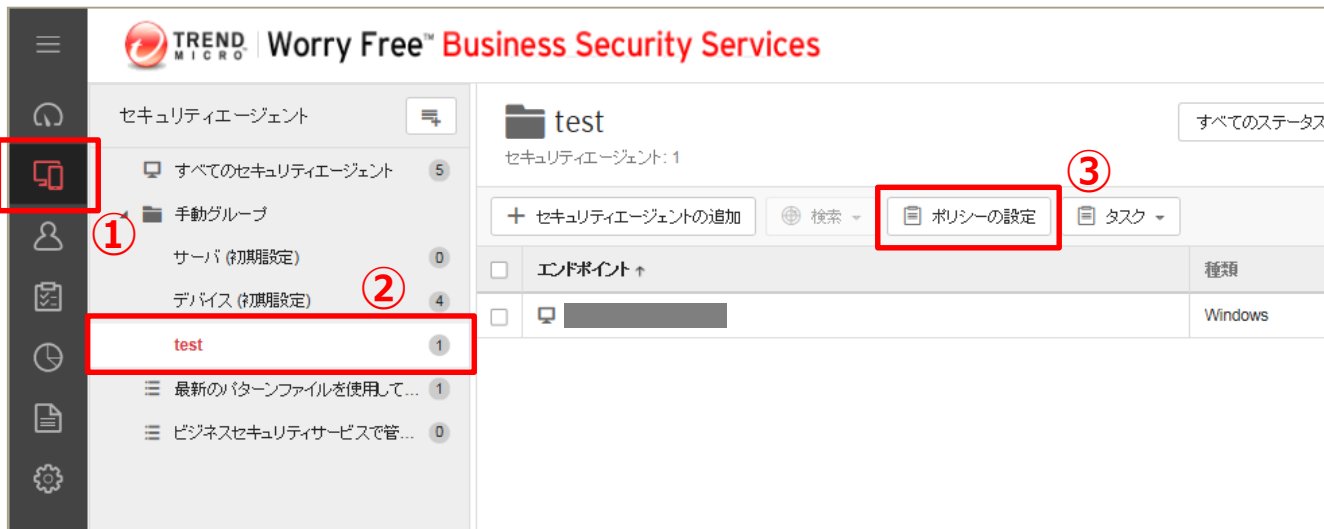 TREND MICRO Worry Free™ Business Security Services
セキュリティエージェント
すべてのセキュリティエージェント 5
手動グループ
①
サーバ (初期設定) 0
デバイス (初期設定) 4
②
test 1
最新のパターンファイルを使用して... 1
ビジネスセキュリティサービスで管... 0
test
すべてのステータス
セキュリティエージェント: 1
③
＋ セキュリティエージェントの追加 検索 ポリシーの設定 タスク
エンドポイント ↑ 種類
Windows